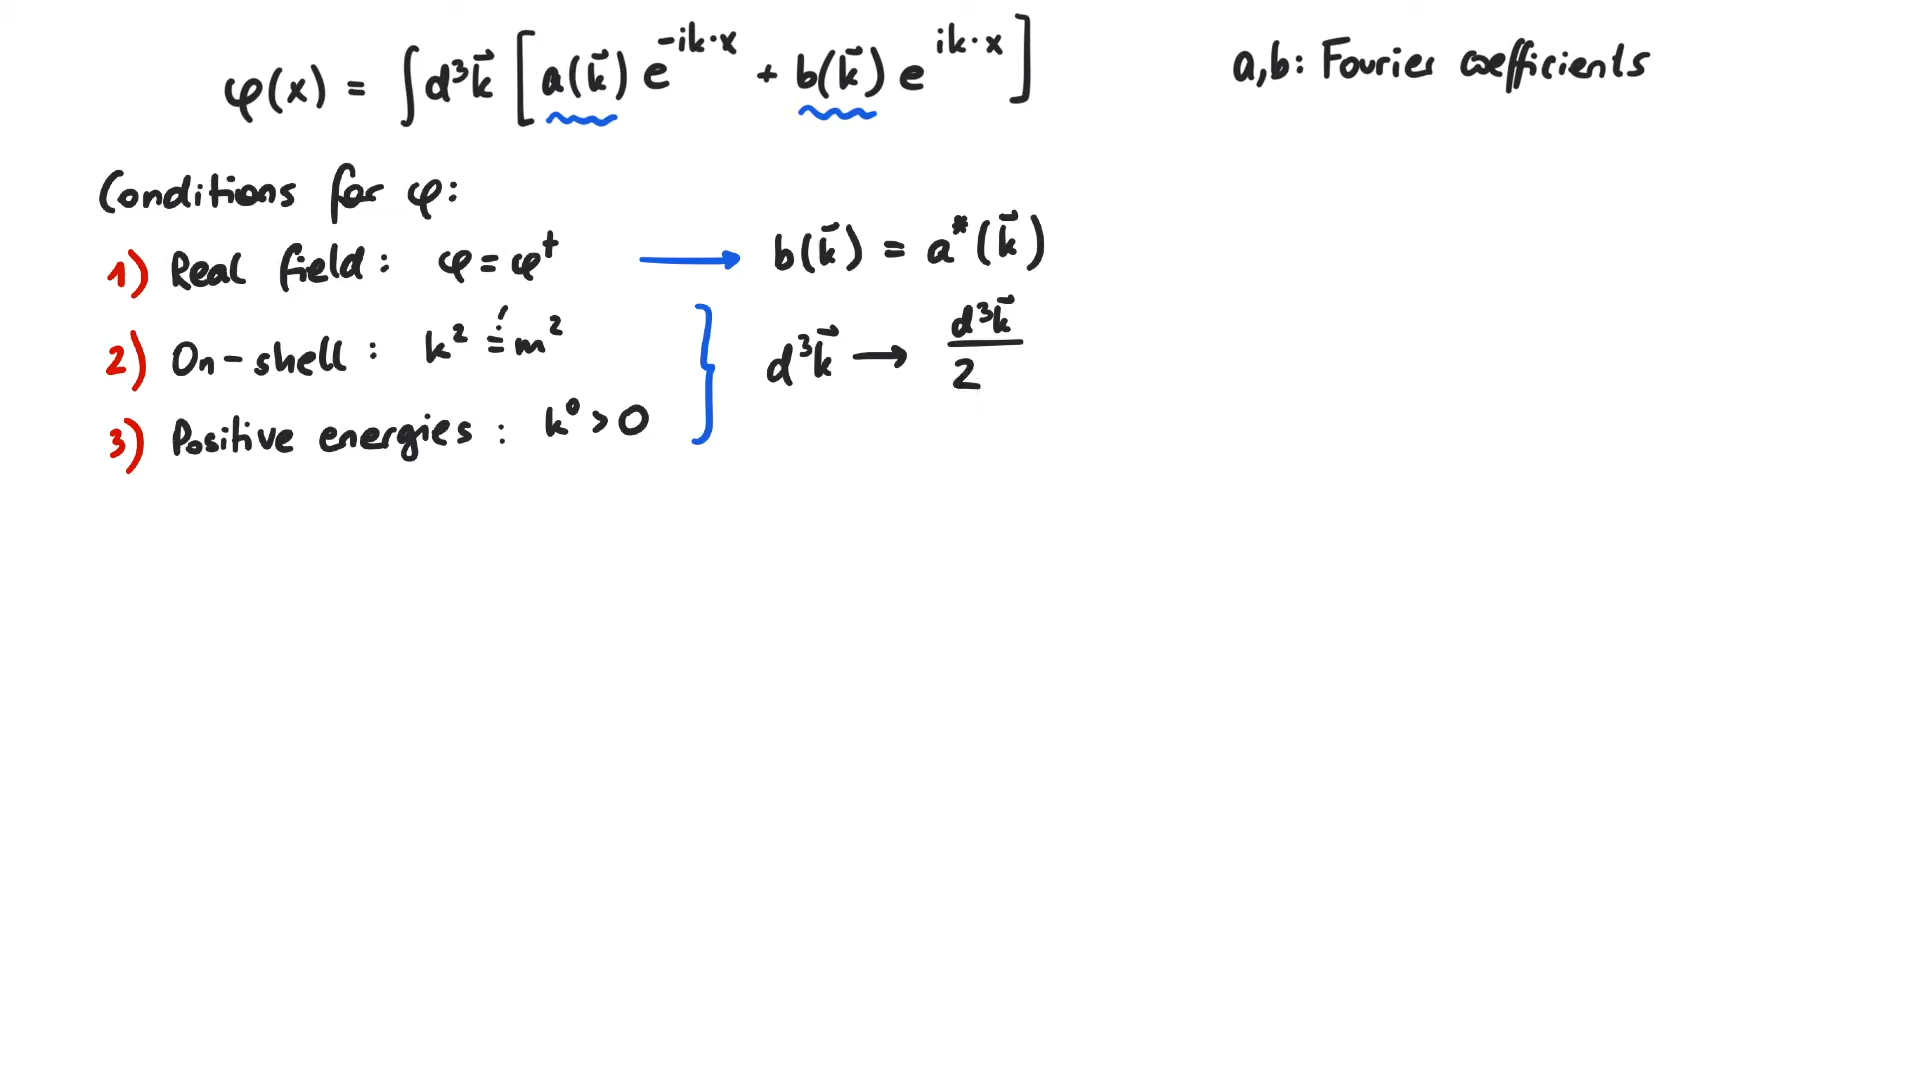 φ(x) = ∫d³k⃗ [a(k⃗) e^{-ik·x} + b(k⃗) e^{ik·x}]
a,b: Fourier coefficients
Conditions for φ:
1) Real field: φ = φ† → b(k⃗) = a*(k⃗)
2) On-shell: k² ≟ m² } d³k⃗ → d³k⃗/2
3) Positive energies: k⁰ > 0